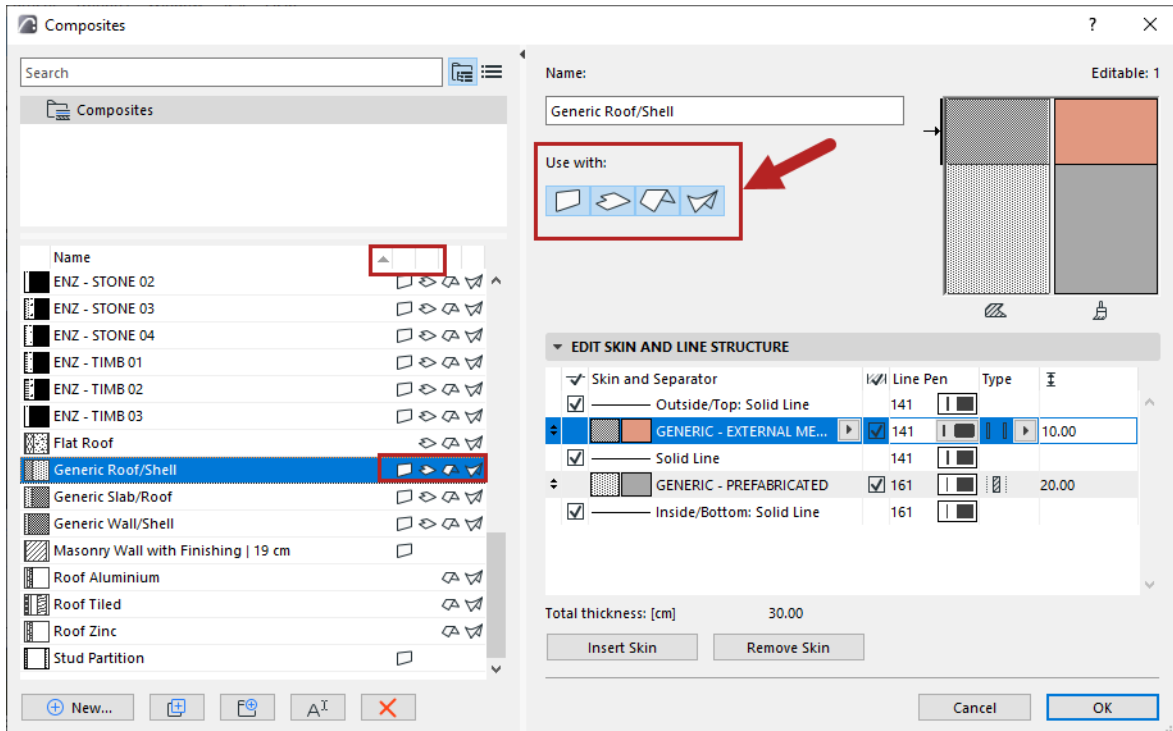 Composites
?
Search
Composites
Name
ENZ - STONE 02
ENZ - STONE 03
ENZ - STONE 04
ENZ - TIMB 01
ENZ - TIMB 02
ENZ - TIMB 03
Flat Roof
Generic Roof/Shell
Generic Slab/Roof
Generic Wall/Shell
Masonry Wall with Finishing | 19 cm
Roof Aluminium
Roof Tiled
Roof Zinc
Stud Partition
New...
Name:
Editable: 1
Generic Roof/Shell
Use with:
EDIT SKIN AND LINE STRUCTURE
Skin and Separator Line Pen Type
Outside/Top: Solid Line 141
GENERIC - EXTERNAL ME... 141 10.00
Solid Line 141
GENERIC - PREFABRICATED 161 20.00
Inside/Bottom: Solid Line 161
Total thickness: [cm] 30.00
Insert Skin Remove Skin
Cancel OK